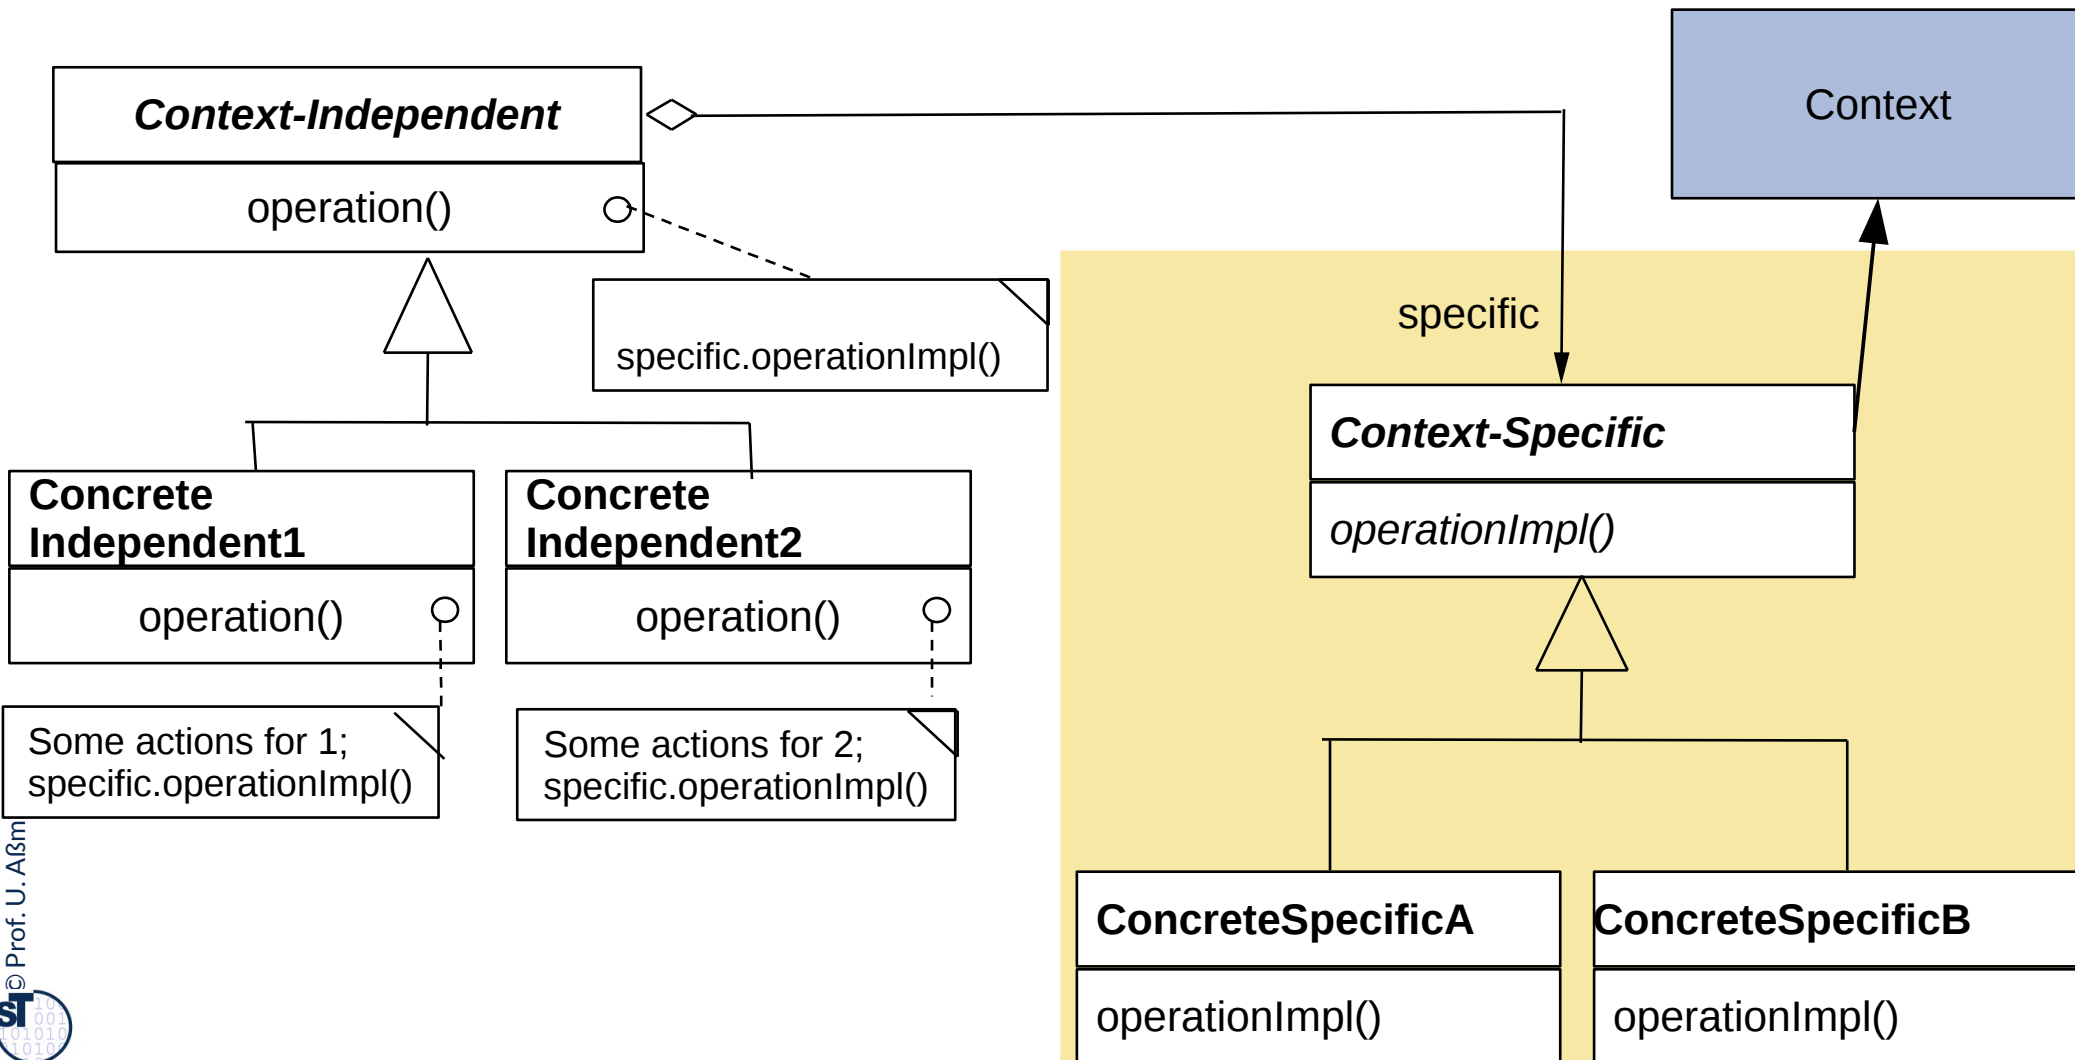 Context-Independent
operation()
Context
specific.operationImpl()
specific
Context-Specific
operationImpl()
Concrete
Independent1
operation()
Concrete
Independent2
operation()
Some actions for 1;
specific.operationImpl()
Some actions for 2;
specific.operationImpl()
ConcreteSpecificA
operationImpl()
ConcreteSpecificB
operationImpl()
© Prof. U. Aßm
sT